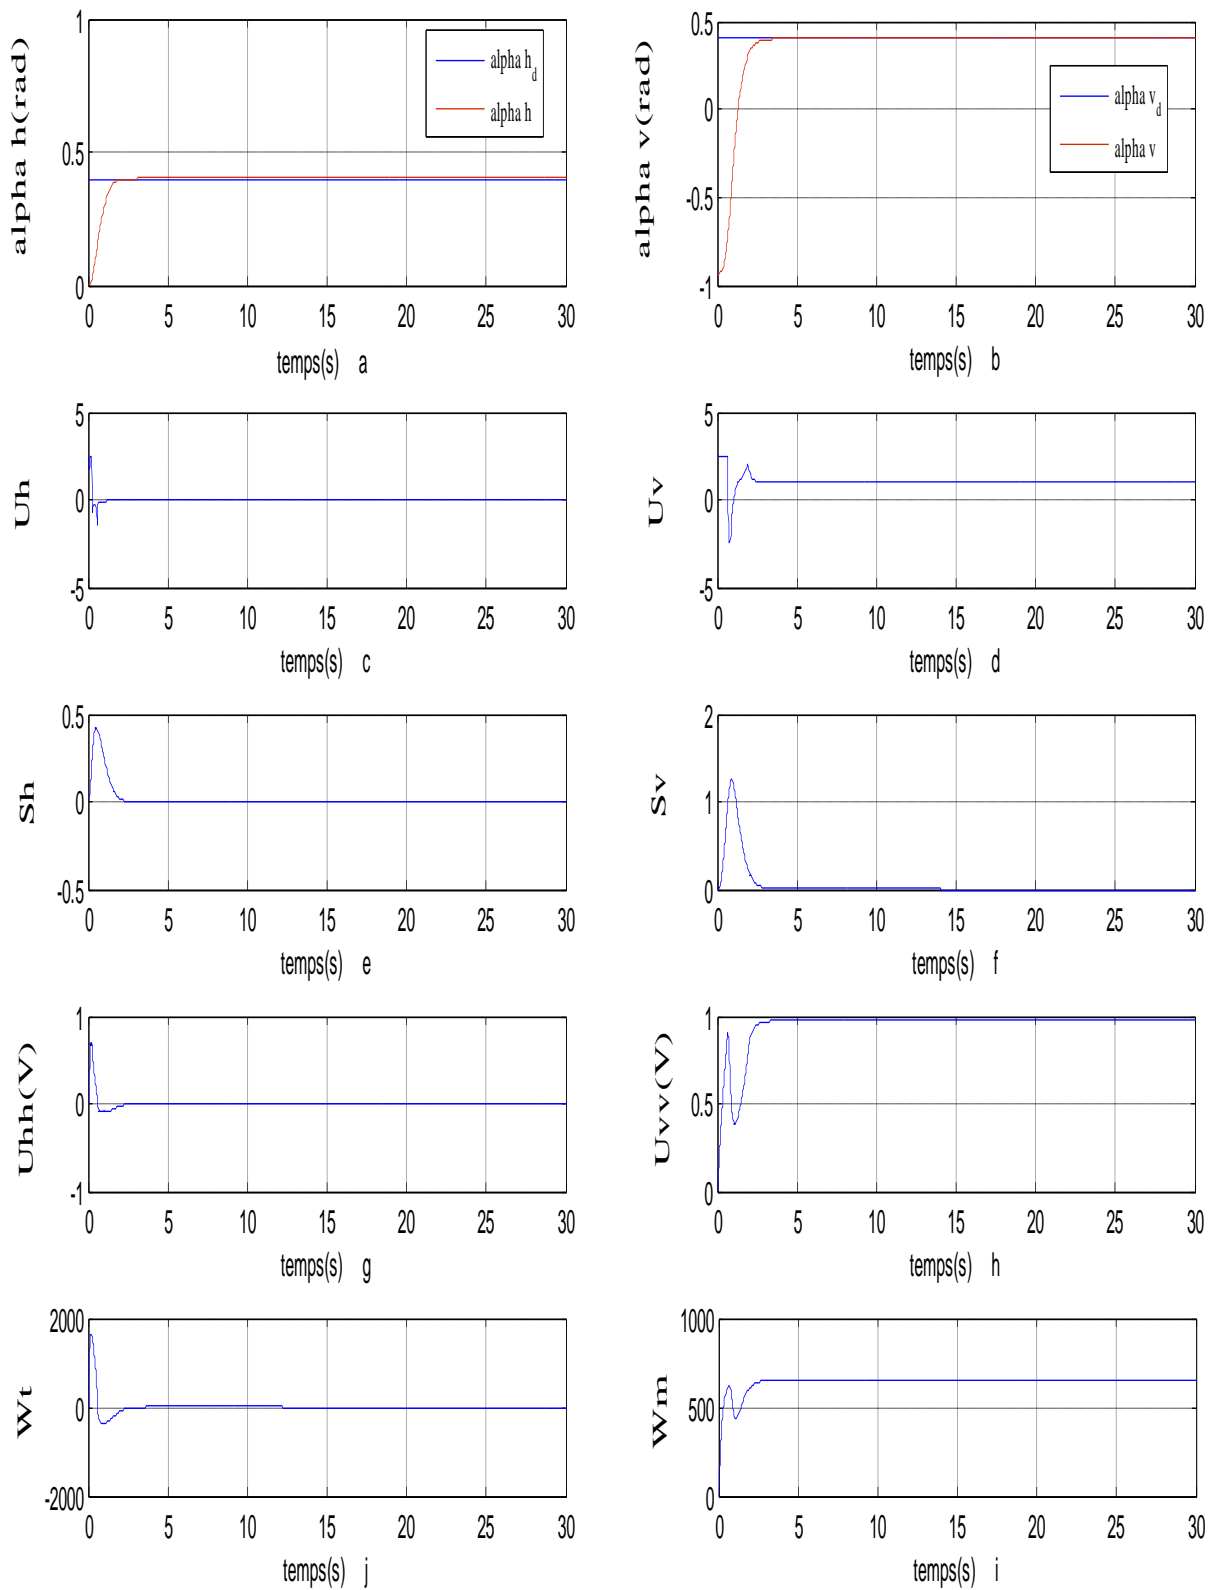 alpha h(rad)
1
0.5
0
alpha h_d
alpha h
0 5 10 15 20 25 30
temps(s) a
alpha v(rad)
0.5
0
-0.5
-1
alpha v_d
alpha v
0 5 10 15 20 25 30
temps(s) b
Uh
5
0
-5
0 5 10 15 20 25 30
temps(s) c
Uv
5
0
-5
0 5 10 15 20 25 30
temps(s) d
Sh
0.5
0
-0.5
0 5 10 15 20 25 30
temps(s) e
Sv
2
1
0
0 5 10 15 20 25 30
temps(s) f
Uhh(V)
1
0
-1
0 5 10 15 20 25 30
temps(s) g
Uvv(V)
1
0.5
0
0 5 10 15 20 25 30
temps(s) h
Wt
2000
0
-2000
0 5 10 15 20 25 30
temps(s) j
Wm
1000
500
0
0 5 10 15 20 25 30
temps(s) i